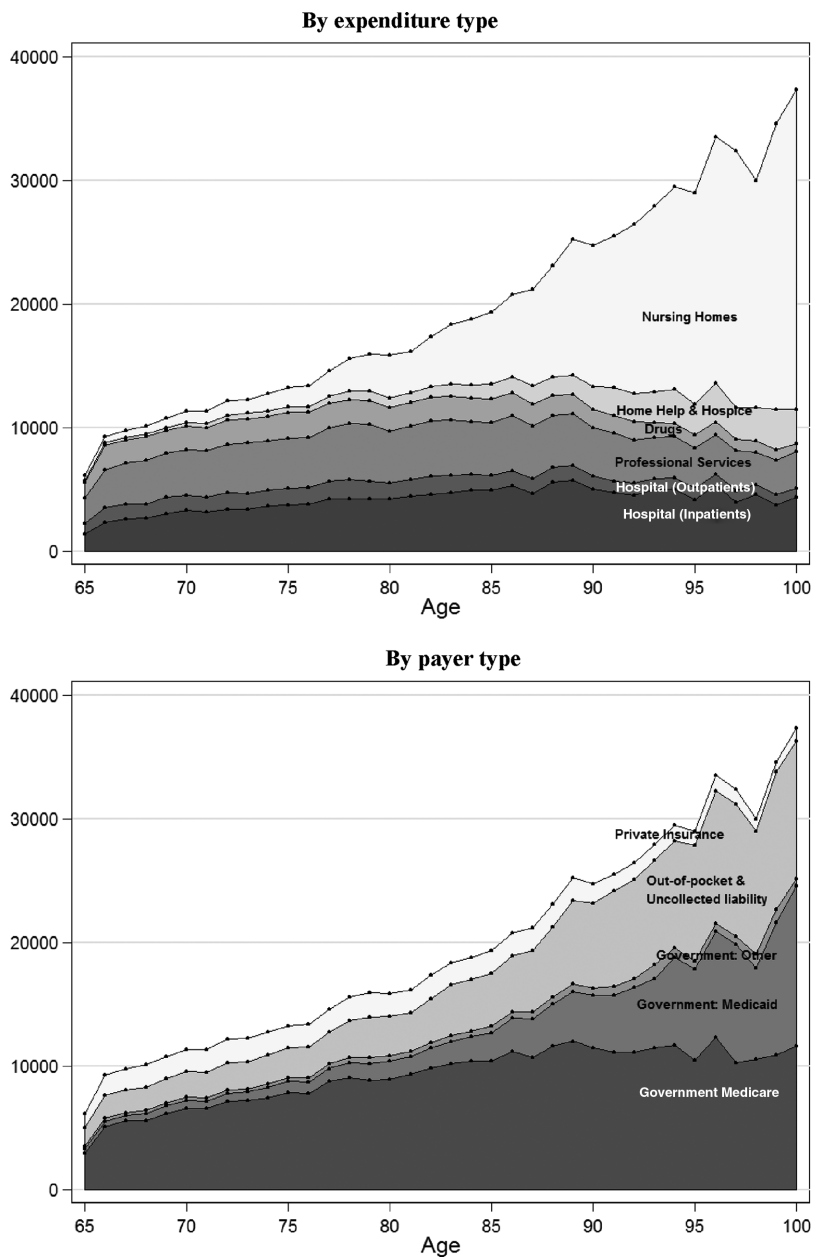 By expenditure type
40000
30000
20000
10000
0
Nursing Homes
Home Help & Hospice
Drugs
Professional Services
Hospital (Outpatients)
Hospital (Inpatients)
65 70 75 80 85 90 95 100
Age
By payer type
40000
30000
20000
10000
0
Private Insurance
Out-of-pocket &
Uncollected liability
Government: Other
Government: Medicaid
Government Medicare
65 70 75 80 85 90 95 100
Age